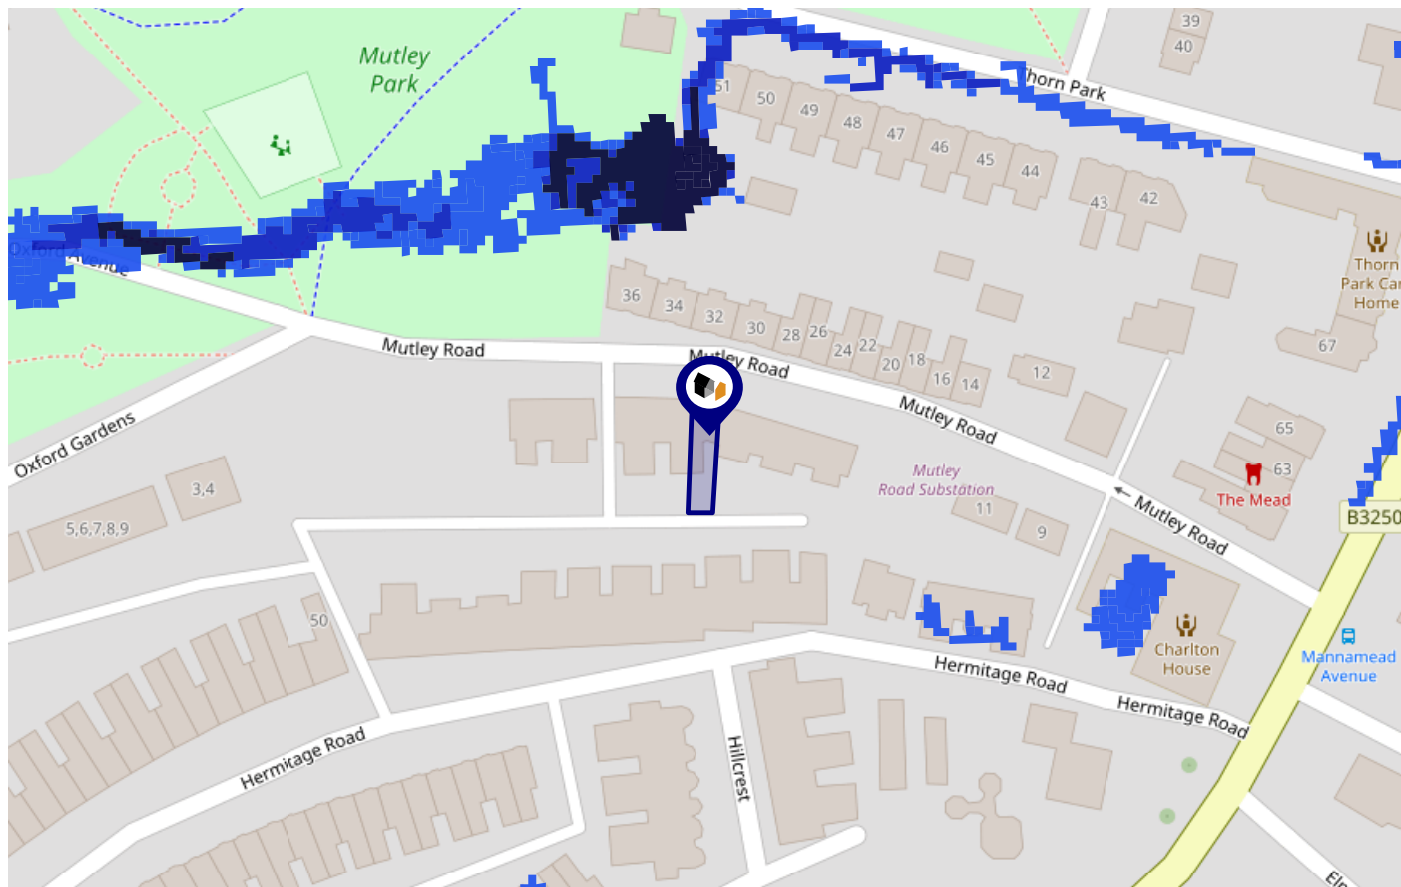 39
40
Mutley
Park
Thorn Park
51
50
49
48
47
46
45
44
43
42
Oxford Avenue
Thorn
Park Car
Home
67
36
34
32
30
28
26
24
22
20
18
16
14
12
Mutley Road
Mutley Road
Mutley Road
Oxford Gardens
65
63
The Mead
Mutley
Road Substation
11
9
3,4
5,6,7,8,9
B3250
Mutley Road
50
Charlton
House
Mannamead
Avenue
Hermitage Road
Hermitage Road
Hermitage Road
Hillcrest